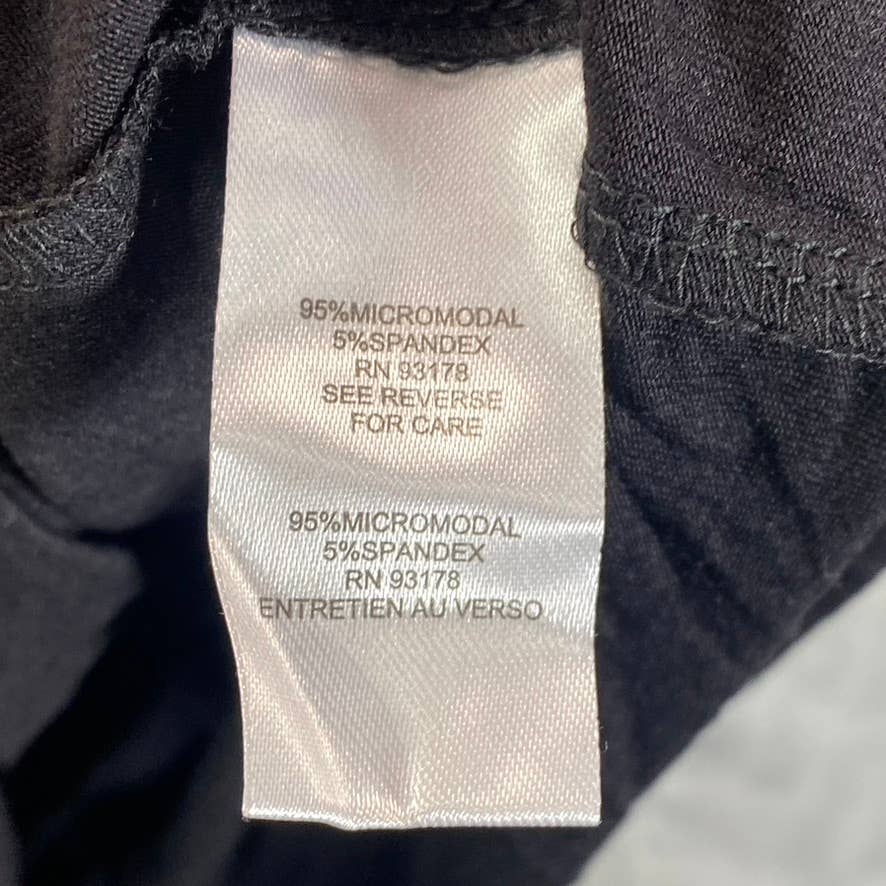 95%MICROMODAL
5%SPANDEX
RN 93178
SEE REVERSE
FOR CARE
95%MICROMODAL
5%SPANDEX
RN 93178
ENTRETIEN AU VERSO